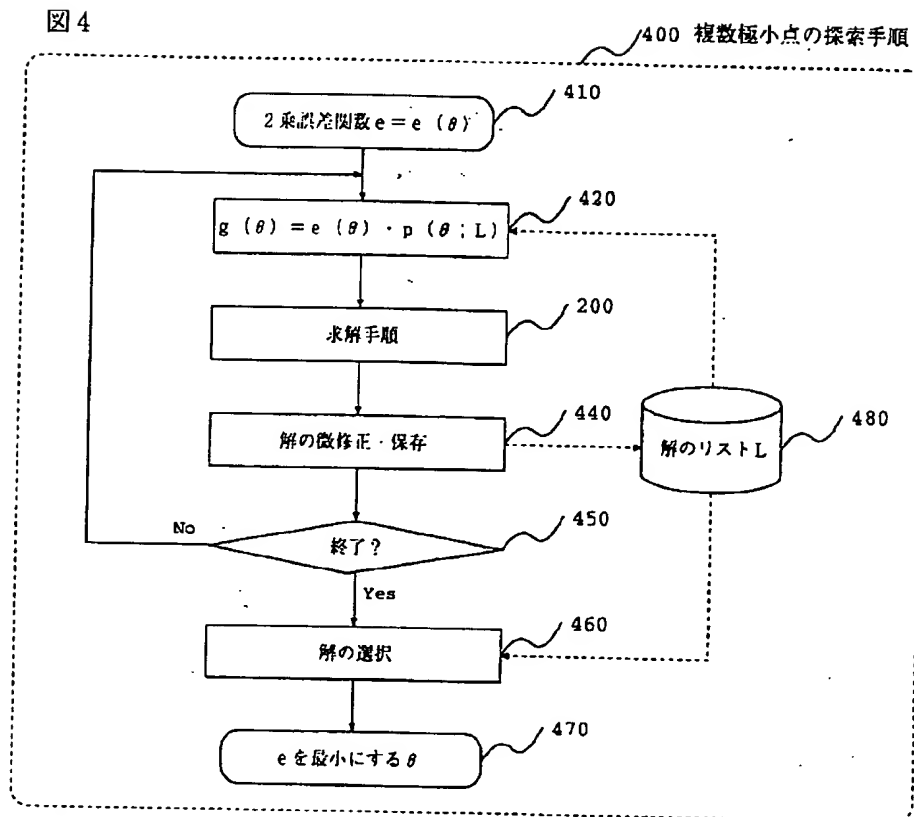 図4
400 複数極小点の探索手順
410
2乗誤差関数e=e(θ)
420
g(θ)=e(θ)・p(θ;L)
200
求解手順
440
解の微修正・保存
480
解のリストL
450
No
終了?
Yes
460
解の選択
470
eを最小にするθ